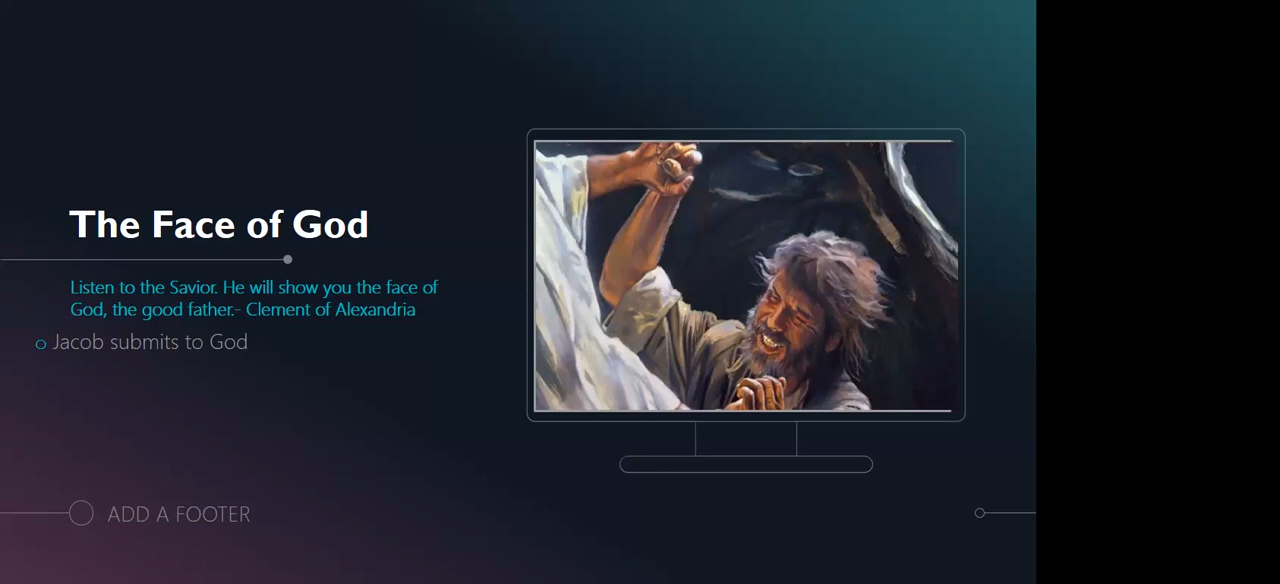 The Face of God
Listen to the Savior. He will show you the face of
God, the good father.- Clement of Alexandria
Jacob submits to God
ADD A FOOTER